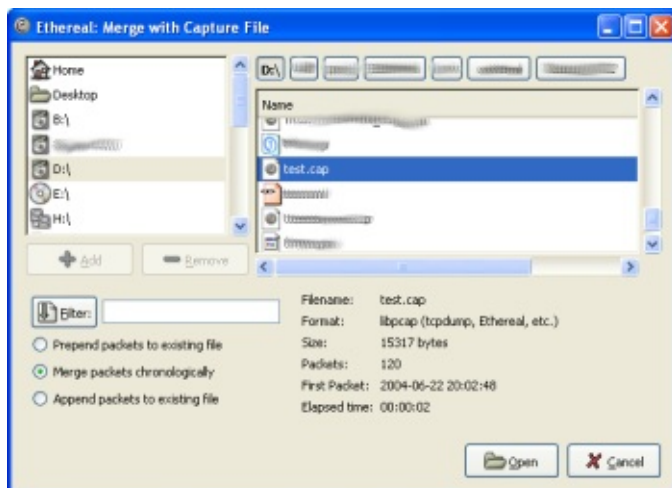 Ethereal: Merge with Capture File
Home
Desktop
B:\
D:\
E:\
H:\
Add
Remove
D:\
Name
test.cap
Filter:
Prepend packets to existing file
Merge packets chronologically
Append packets to existing file
Filename: test.cap
Format: libpcap (tcpdump, Ethereal, etc.)
Size: 15317 bytes
Packets: 120
First Packet: 2004-06-22 20:02:48
Elapsed time: 00:00:02
Open
Cancel